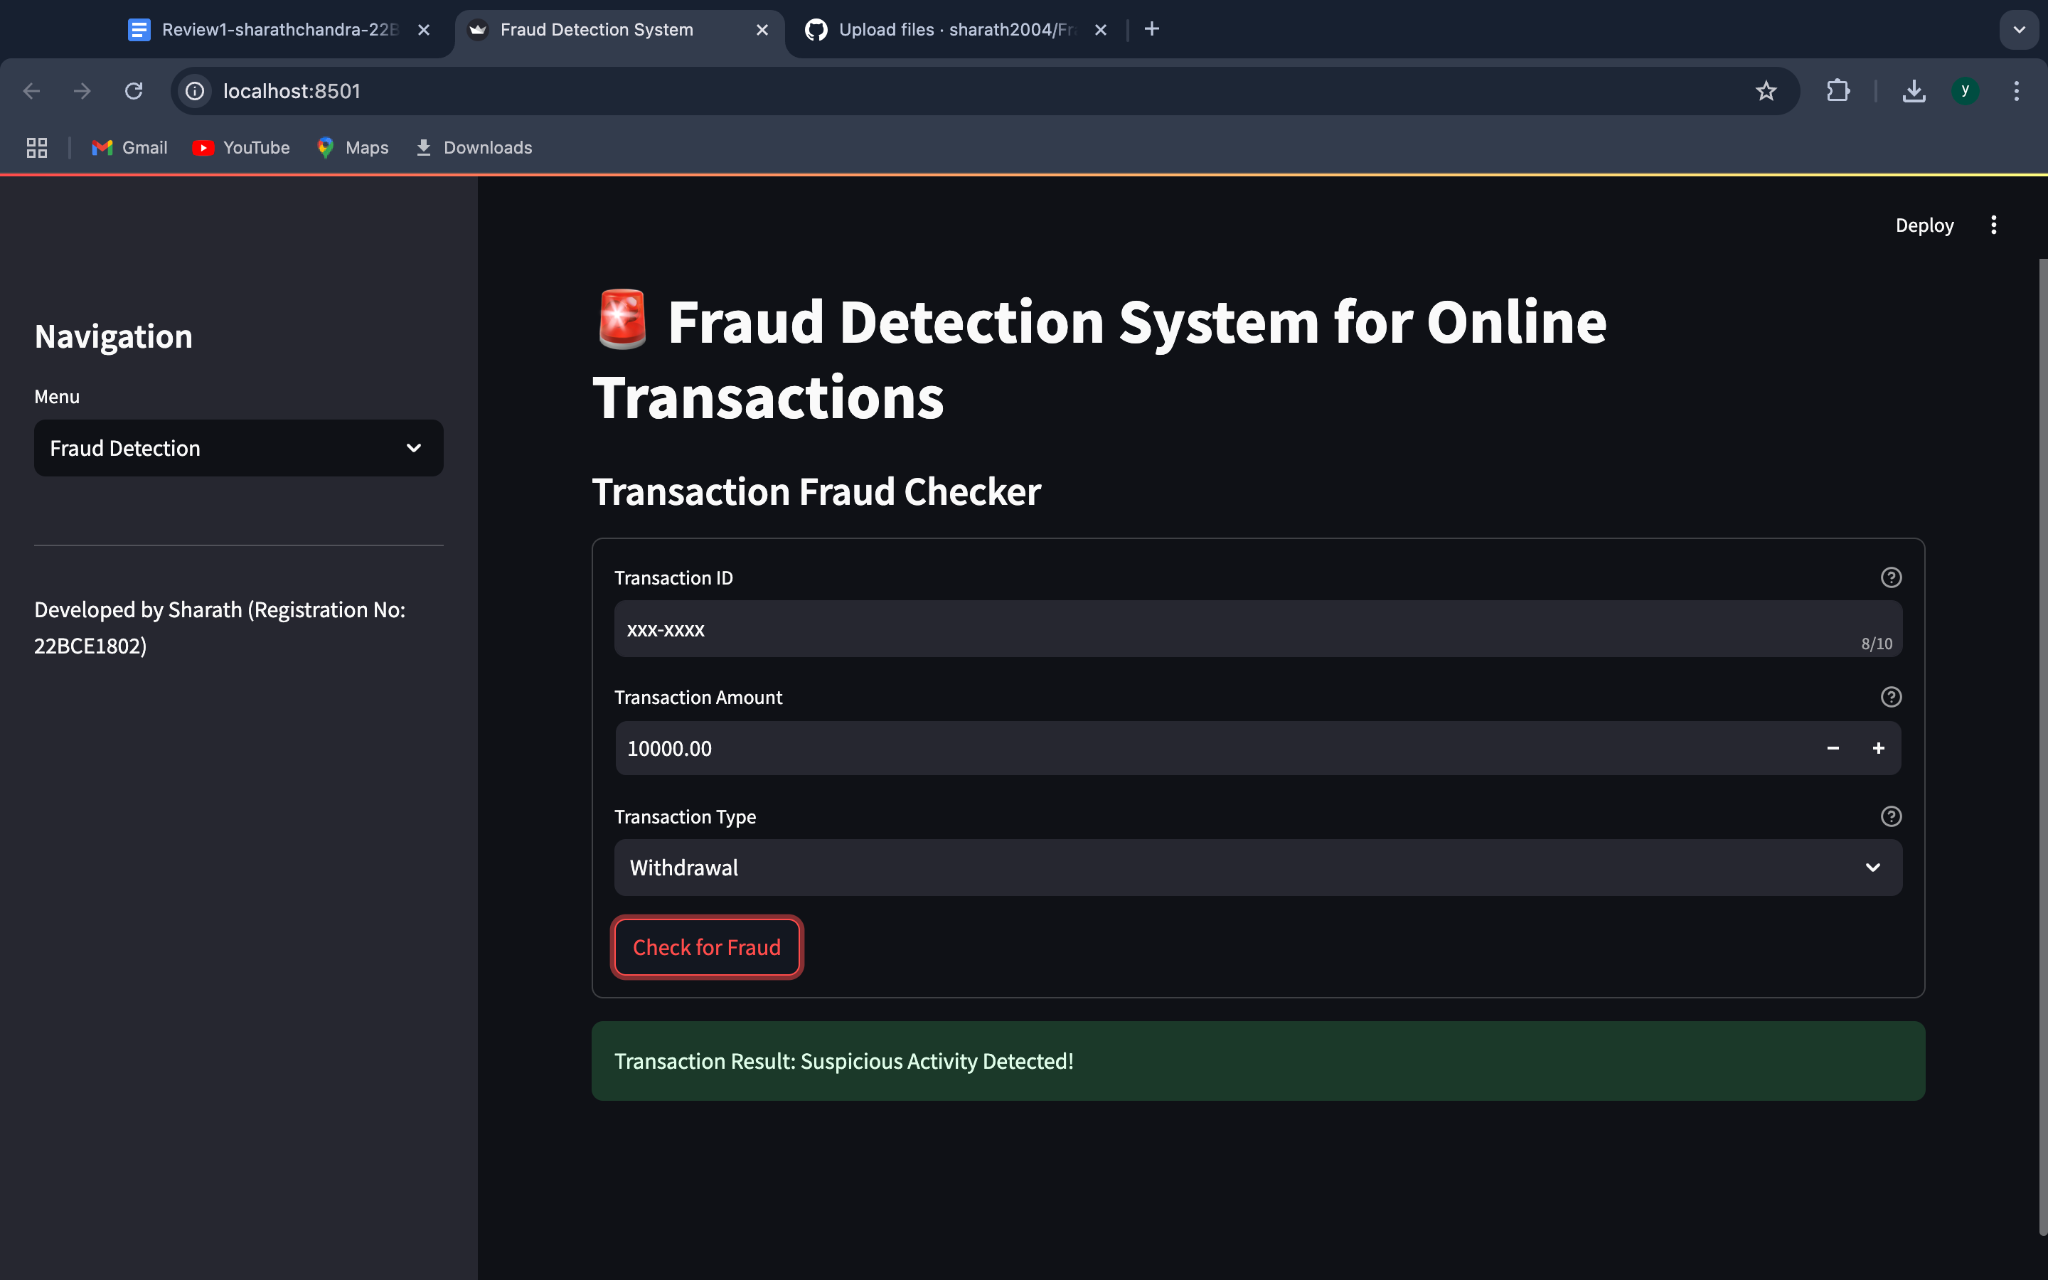 Review1-sharathchandra-22B
Fraud Detection System
Upload files · sharath2004/Fr
localhost:8501
y
Gmail
YouTube
Maps
Downloads
Deploy
Navigation
Menu
Fraud Detection
Developed by Sharath (Registration No:
22BCE1802)
🚨 Fraud Detection System for Online
Transactions
Transaction Fraud Checker
Transaction ID
xxx-xxxx
8/10
Transaction Amount
10000.00
Transaction Type
Withdrawal
Check for Fraud
Transaction Result: Suspicious Activity Detected!